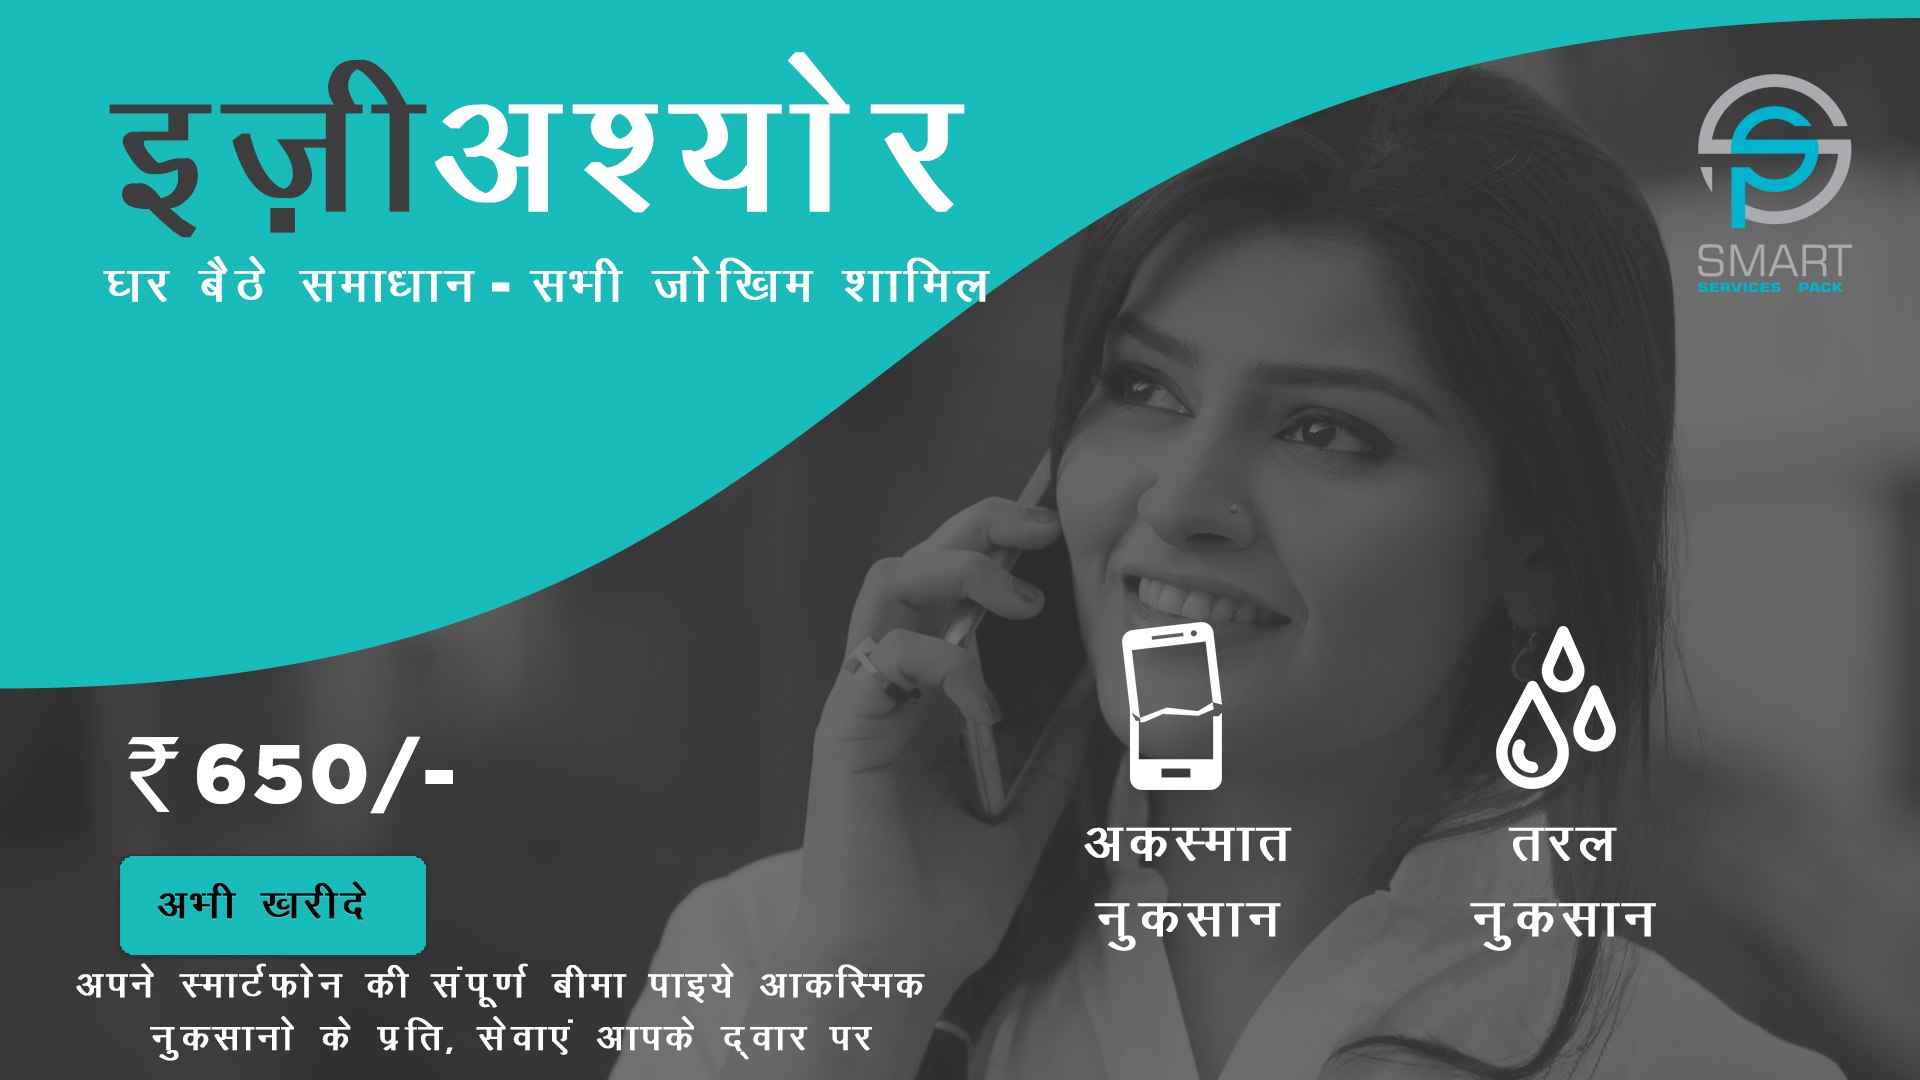 इज़ीअश्योर
घर बैठे समाधान - सभी जोखिम शामिल
SMART
SERVICES PACK
₹650/-
अभी खरीदे
अकस्मात
नुकसान
तरल
नुकसान
अपने स्मार्टफोन की संपूर्ण बीमा पाइये आकस्मिक
नुकसानो के प्रति, सेवाएं आपके द्वार पर